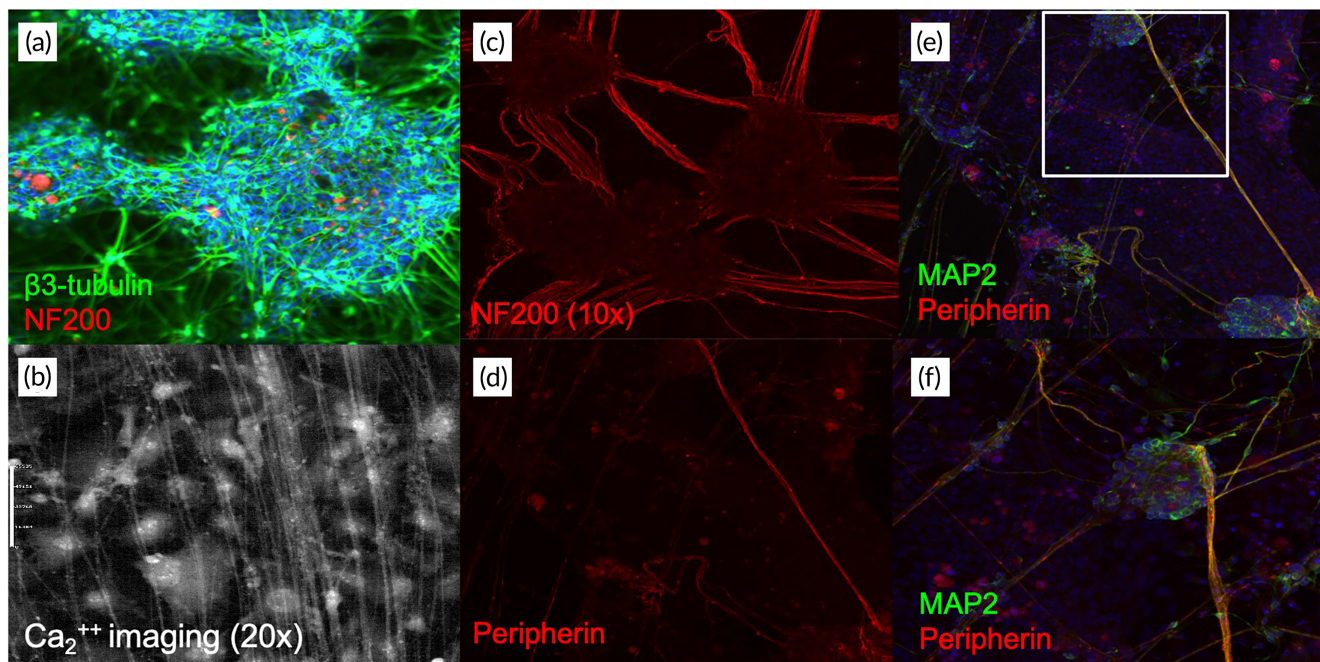 (a)
β3-tubulin
NF200
(b)
Ca₂⁺⁺ imaging (20x)
(c)
NF200 (10x)
(d)
Peripherin
(e)
MAP2
Peripherin
(f)
MAP2
Peripherin